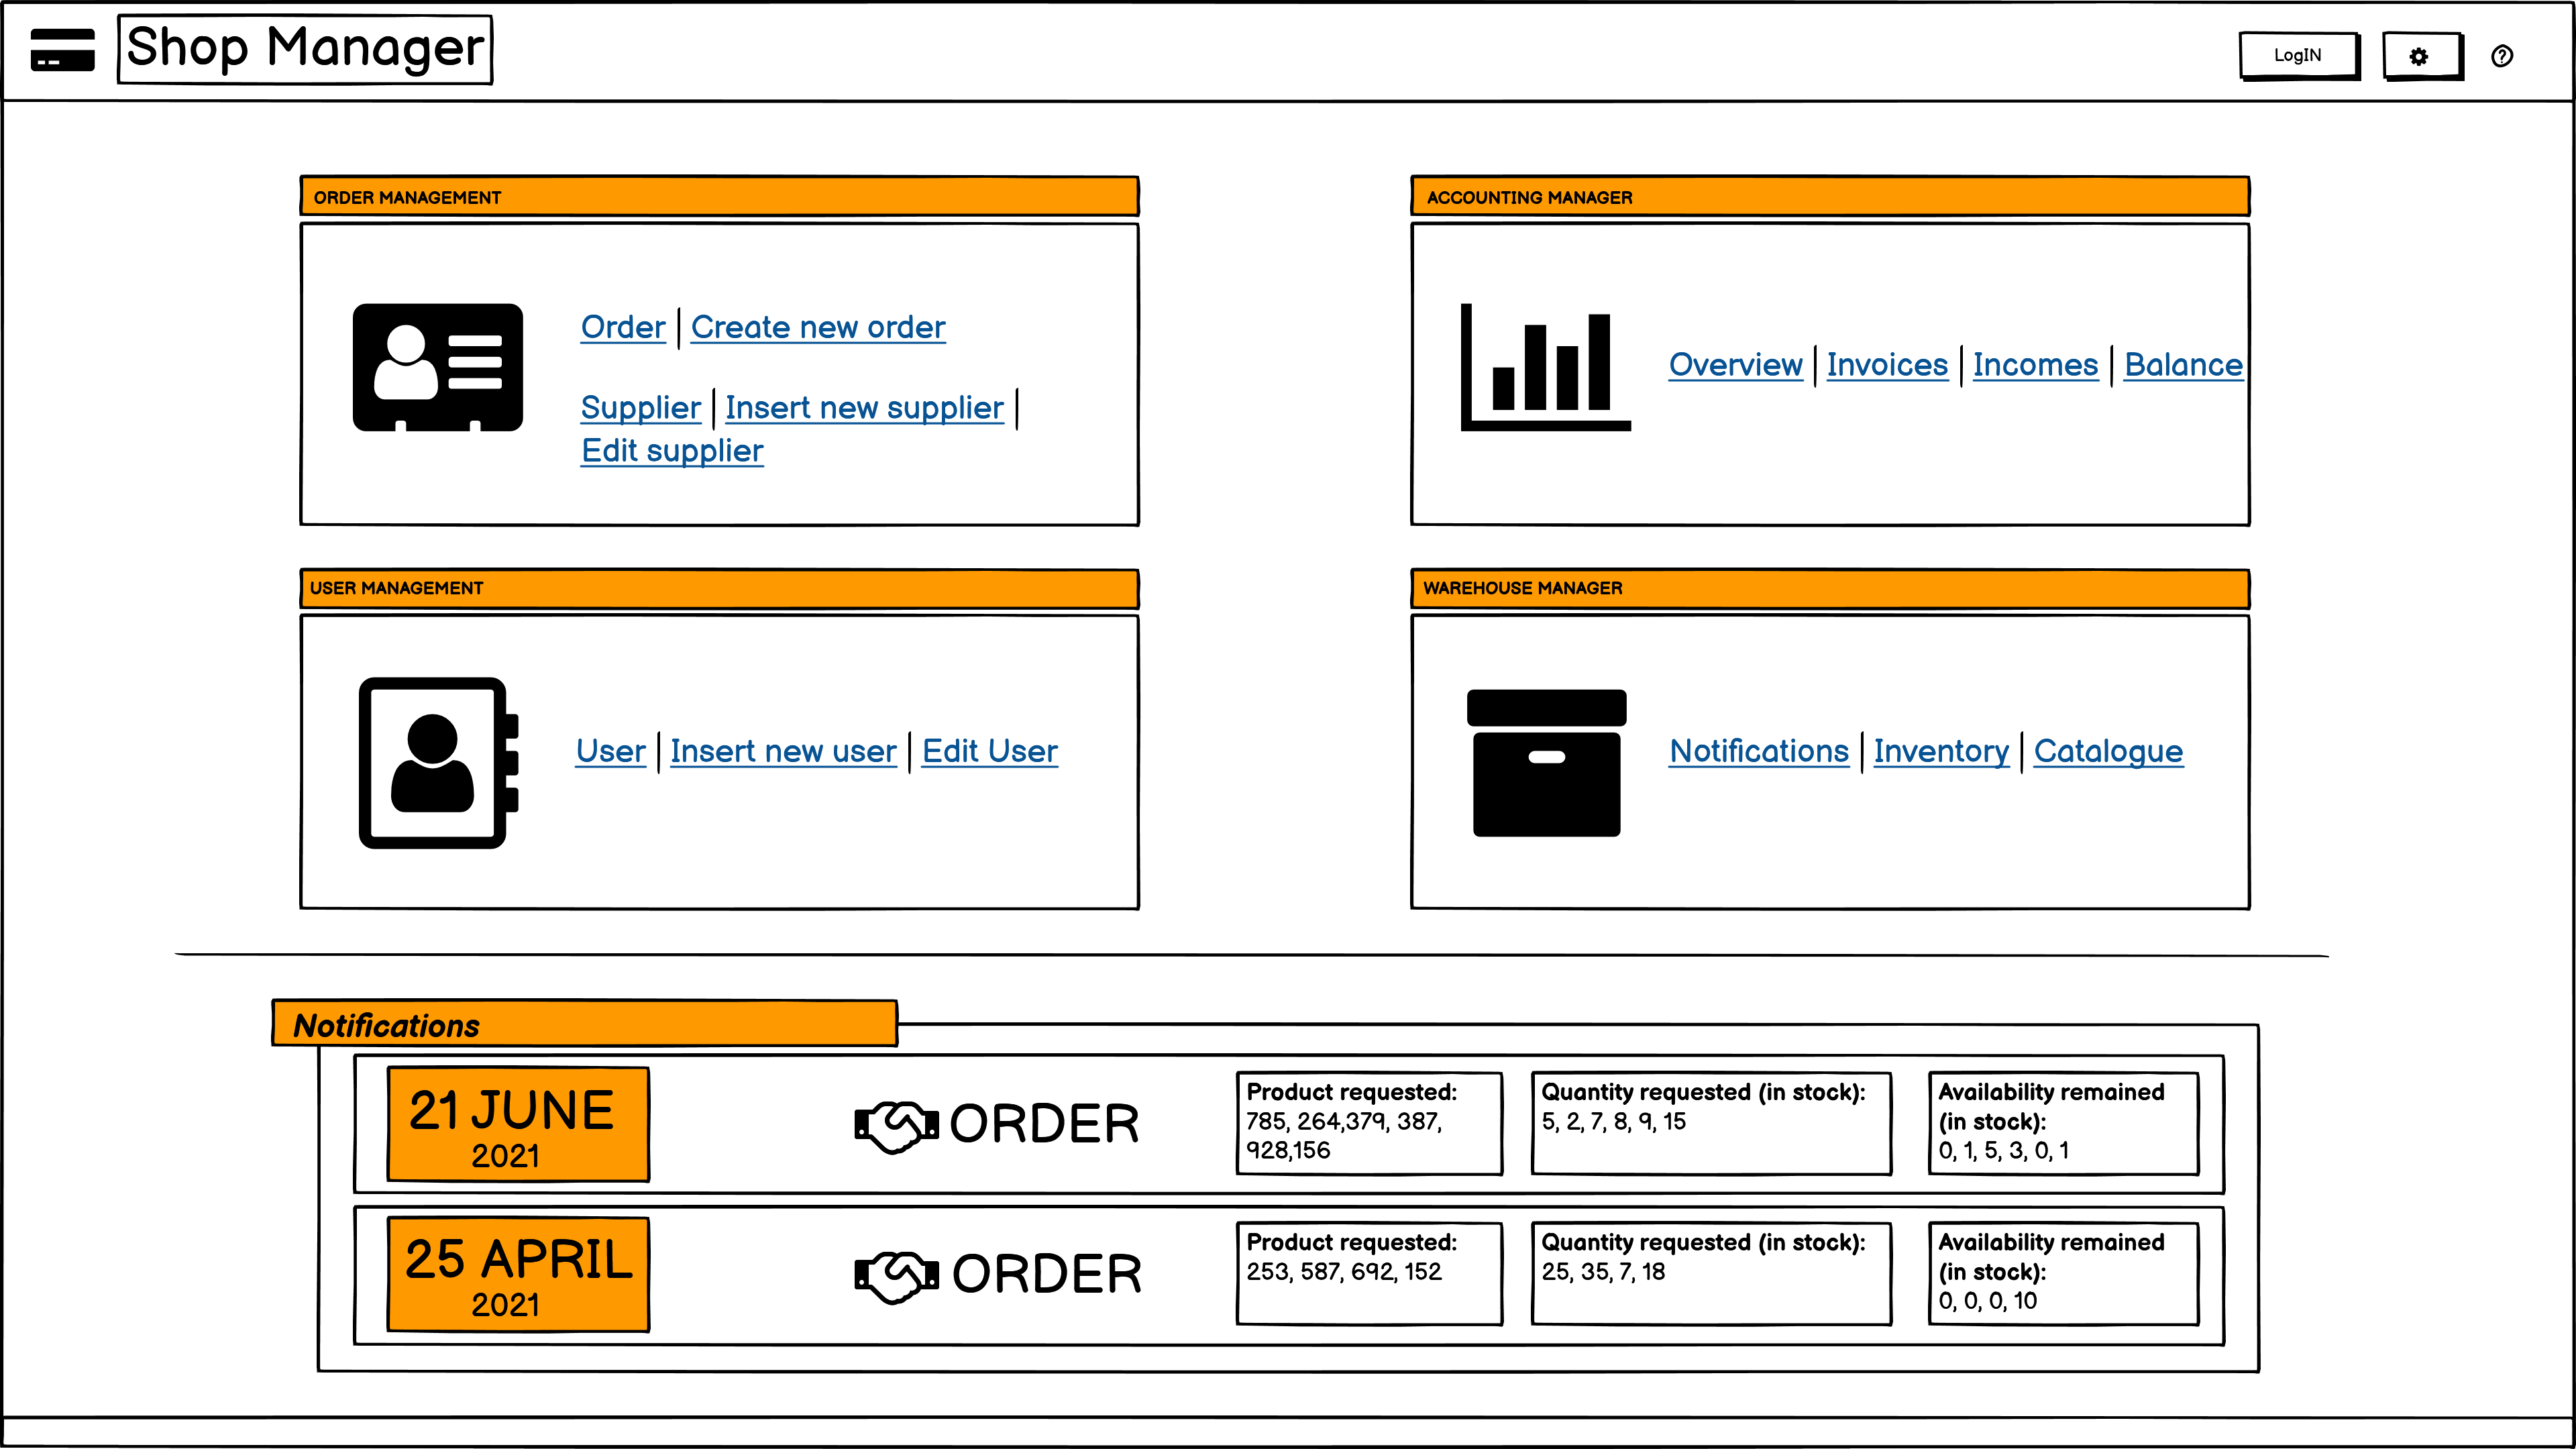 Shop Manager
LogIN
ORDER MANAGEMENT
Order | Create new order
Supplier | Insert new supplier |
Edit supplier
ACCOUNTING MANAGER
Overview | Invoices | Incomes | Balance
USER MANAGEMENT
User | Insert new user | Edit User
WAREHOUSE MANAGER
Notifications | Inventory | Catalogue
Notifications
21 JUNE
2021
ORDER
Product requested:
785, 264,379, 387,
928,156
Quantity requested (in stock):
5, 2, 7, 8, 9, 15
Availability remained
(in stock):
0, 1, 5, 3, 0, 1
25 APRIL
2021
ORDER
Product requested:
253, 587, 692, 152
Quantity requested (in stock):
25, 35, 7, 18
Availability remained
(in stock):
0, 0, 0, 10